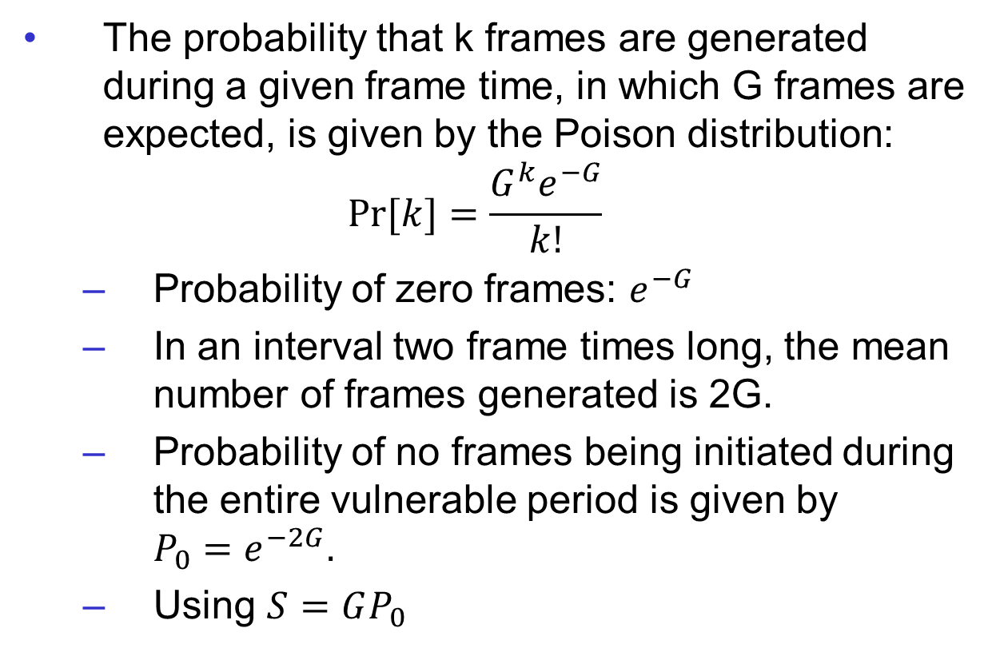 • The probability that k frames are generated
during a given frame time, in which G frames are
expected, is given by the Poison distribution:
Pr[k] = G^k e^{-G} / k!
– Probability of zero frames: e^{-G}
– In an interval two frame times long, the mean
number of frames generated is 2G.
– Probability of no frames being initiated during
the entire vulnerable period is given by
P_0 = e^{-2G}.
– Using S = GP_0